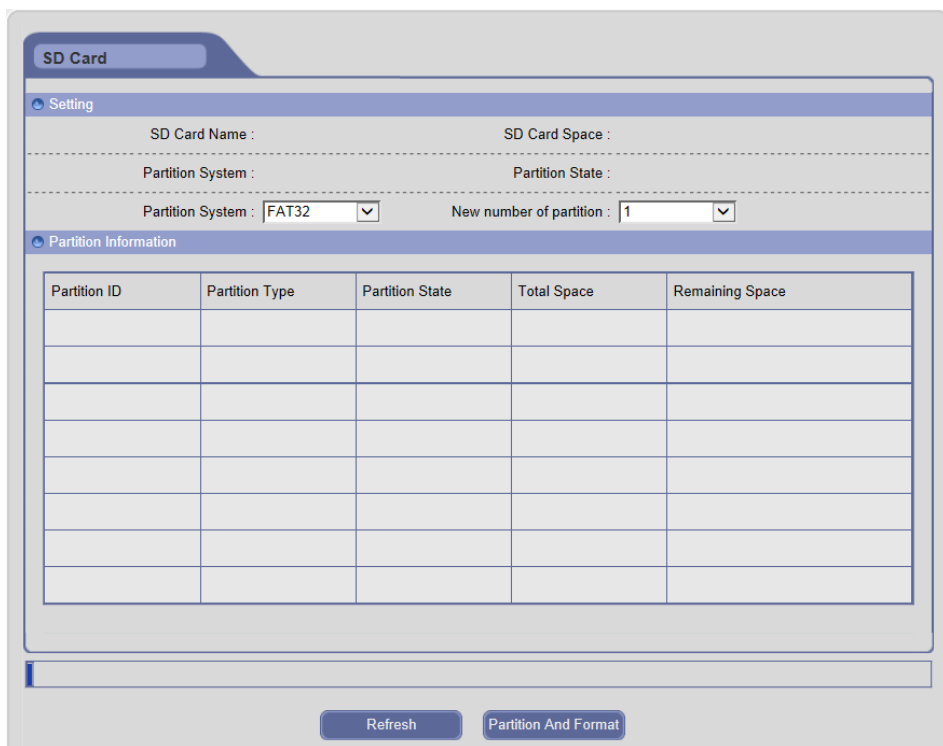 SD Card
Setting
SD Card Name : SD Card Space :
Partition System : Partition State :
Partition System : FAT32 New number of partition : 1
Partition Information
Partition ID Partition Type Partition State Total Space Remaining Space
Refresh Partition And Format